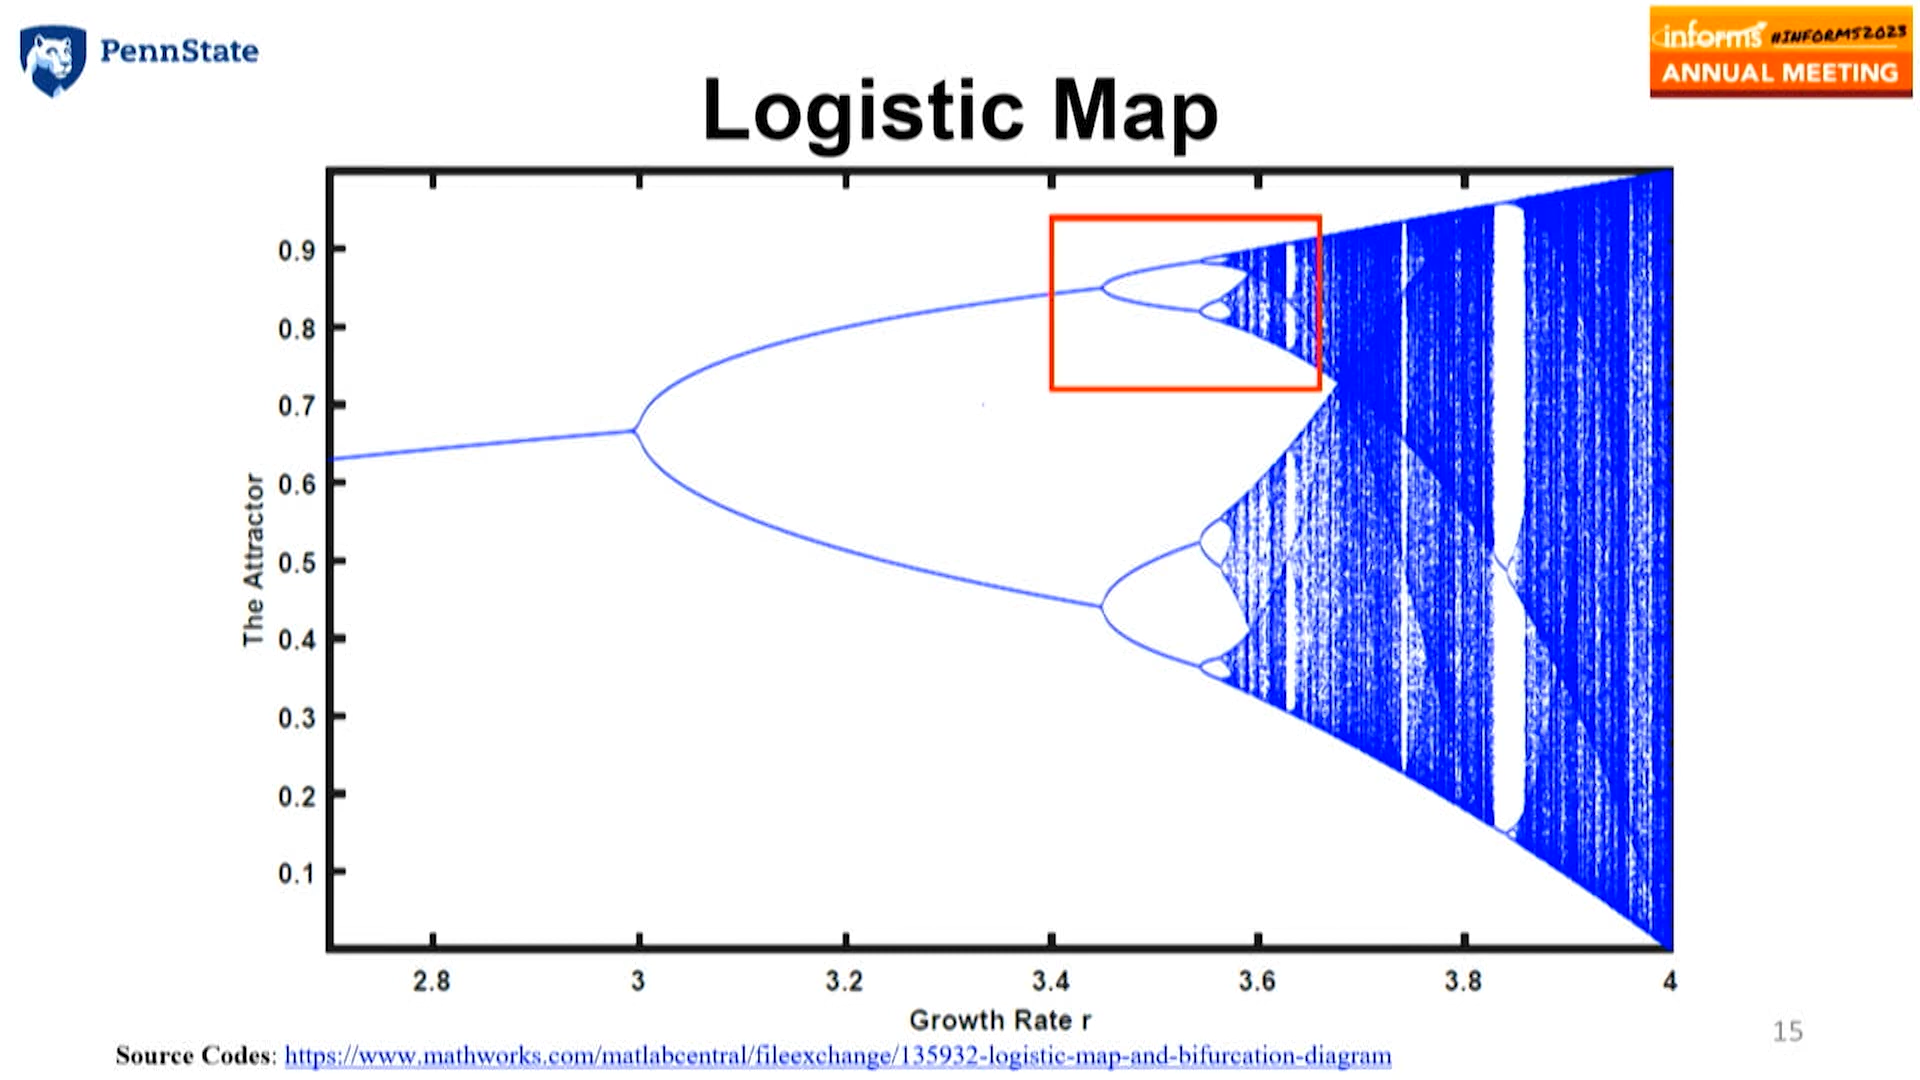 PennState
informs #INFORMS2023
ANNUAL MEETING
Logistic Map
0.9
0.8
0.7
0.6
0.5
0.4
0.3
0.2
0.1
The Attractor
2.8 3 3.2 3.4 3.6 3.8 4
Growth Rate r
15
Source Codes: https://www.mathworks.com/matlabcentral/fileexchange/135932-logistic-map-and-bifurcation-diagram